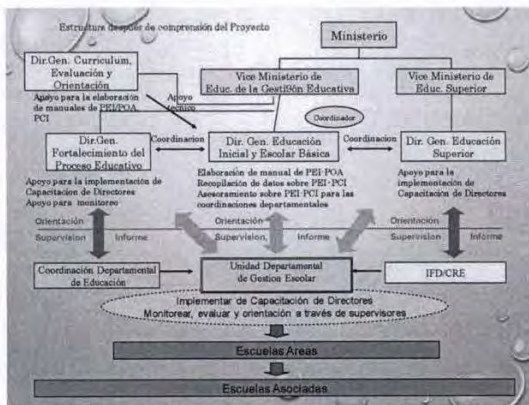 Estructura después de comprensión del Proyecto
Ministerio
Dir.Gen. Curriculum,
Evaluación y
Orientación
Vice Ministerio de
Educ. de la Gesti9ón Educativa
Vice Ministerio de
Educ. Superior
Apoyo para la elaboración
de manuales de PEI/POA,
PCI
Apoyo
técnico
Coordinador
Dir.Gen.
Fortalecimiento del
Proceso Educativo
Coordinacion
Dir. Gen. Educación
Inicial y Escolar Básica
Coordinacion
Dir. Gen. Educación
Superior
Apoyo para la implementación de
Capacitación de Directores
Apoyo para monitoreo
Elaboración de manual de PEI·POA
Recopilación de datos sobre PEI·PCI
Asesoramiento sobre PEI·PCI para las
coordinaciones departamentales
Apoyo para la
implementación de
Capacitación de Directores
Orientación
Orientación
Orientación
Supervision
Informe
Supervision,
Informe
Supervision
Informe
Coordinación Departamental
de Educación
Unidad Departamental
de Gestion Escolar
IFD/CRE
Implementar de Capacitación de Directores
Monitorear, evaluar y orientación a través de supervisores
Escuelas Areas
Escuelas Asociadas